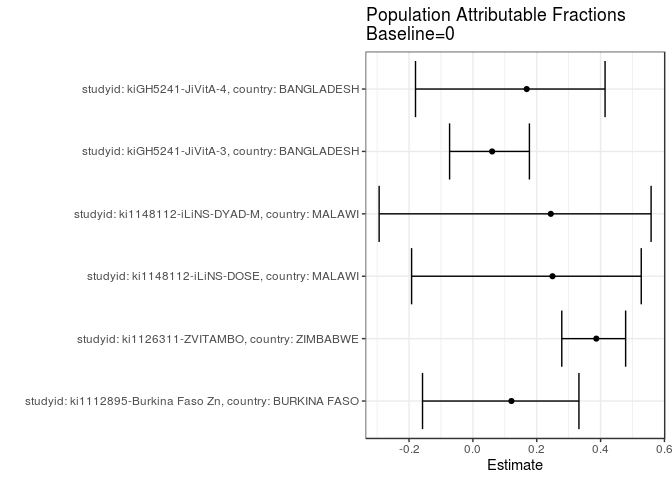 Population Attributable Fractions
Baseline=0
studyid: kiGH5241-JiVitA-4, country: BANGLADESH
studyid: kiGH5241-JiVitA-3, country: BANGLADESH
studyid: ki1148112-iLiNS-DYAD-M, country: MALAWI
studyid: ki1148112-iLiNS-DOSE, country: MALAWI
studyid: ki1126311-ZVITAMBO, country: ZIMBABWE
studyid: ki1112895-Burkina Faso Zn, country: BURKINA FASO
-0.2 0.0 0.2 0.4 0.6
Estimate